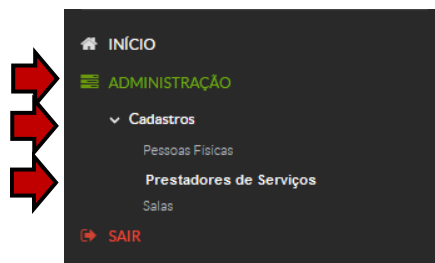 INÍCIO
ADMINISTRAÇÃO
Cadastros
Pessoas Físicas
Prestadores de Serviços
Salas
SAIR